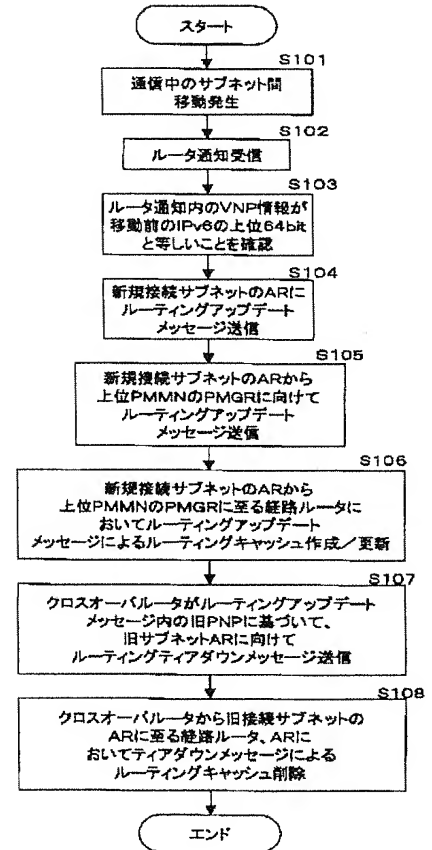 スタート
S101
通信中のサブネット間
移動発生
S102
ルータ通知受信
S103
ルータ通知内のVNP情報が
移動前のIPv6の上位64bit
と等しいことを確認
S104
新規接続サブネットのARに
ルーティングアップデート
メッセージ送信
S105
新規接続サブネットのARから
上位PMMNのPMGRに向けて
ルーティングアップデート
メッセージ送信
S106
新規接続サブネットのARから
上位PMMNのPMGRに至る経路ルータに
おいてルーティングアップデート
メッセージによるルーティングキャッシュ作成/更新
S107
クロスオーバルータがルーティングアップデート
メッセージ内の旧PNPに基づいて、
旧サブネットARに向けて
ルーティングティアダウンメッセージ送信
S108
クロスオーバルータから旧接続サブネットの
ARに至る経路ルータ、ARに
おいてティアダウンメッセージによる
ルーティングキャッシュ削除
エンド